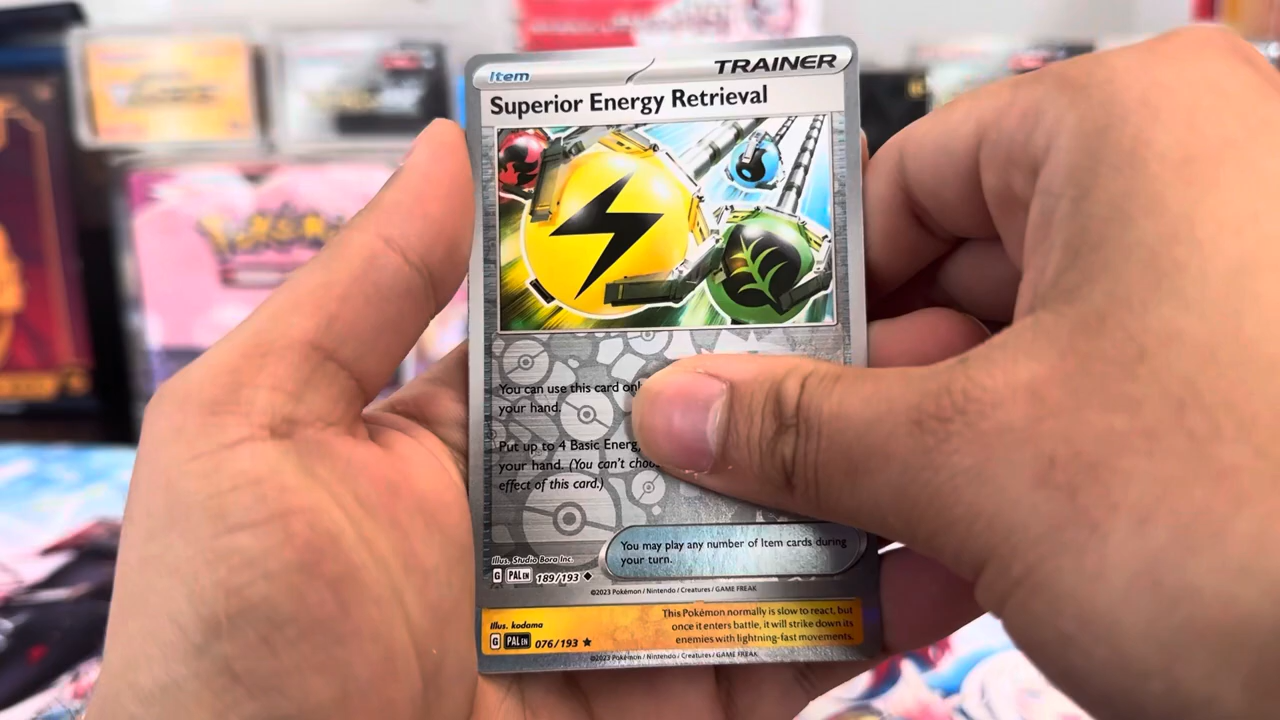 Item
TRAINER
Superior Energy Retrieval
You can use this card onl
your hand.
Put up to 4 Basic Energ
your hand. (You can't choo
effect of this card.)
You may play any number of Item cards during
your turn.
Illus. Studio Bora Inc.
G PAL EN 189/193
©2023 Pokémon / Nintendo / Creatures / GAME FREAK
Illus. kodama
G PAL EN 076/193
This Pokémon normally is slow to react, but
once it enters battle, it will strike down its
enemies with lightning-fast movements.
©2023 Pokémon / Nintendo / Creatures / GAME FREAK
Pokémon